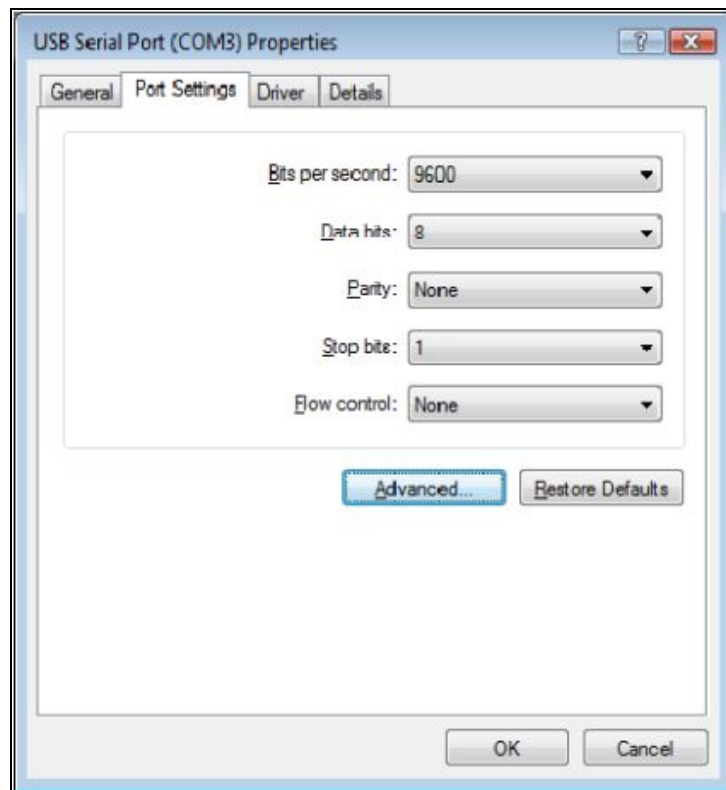 USB Serial Port (COM3) Properties
General Port Settings Driver Details
Bits per second: 9600
Data bits: 8
Parity: None
Stop bits: 1
Flow control: None
Advanced... Restore Defaults
OK Cancel